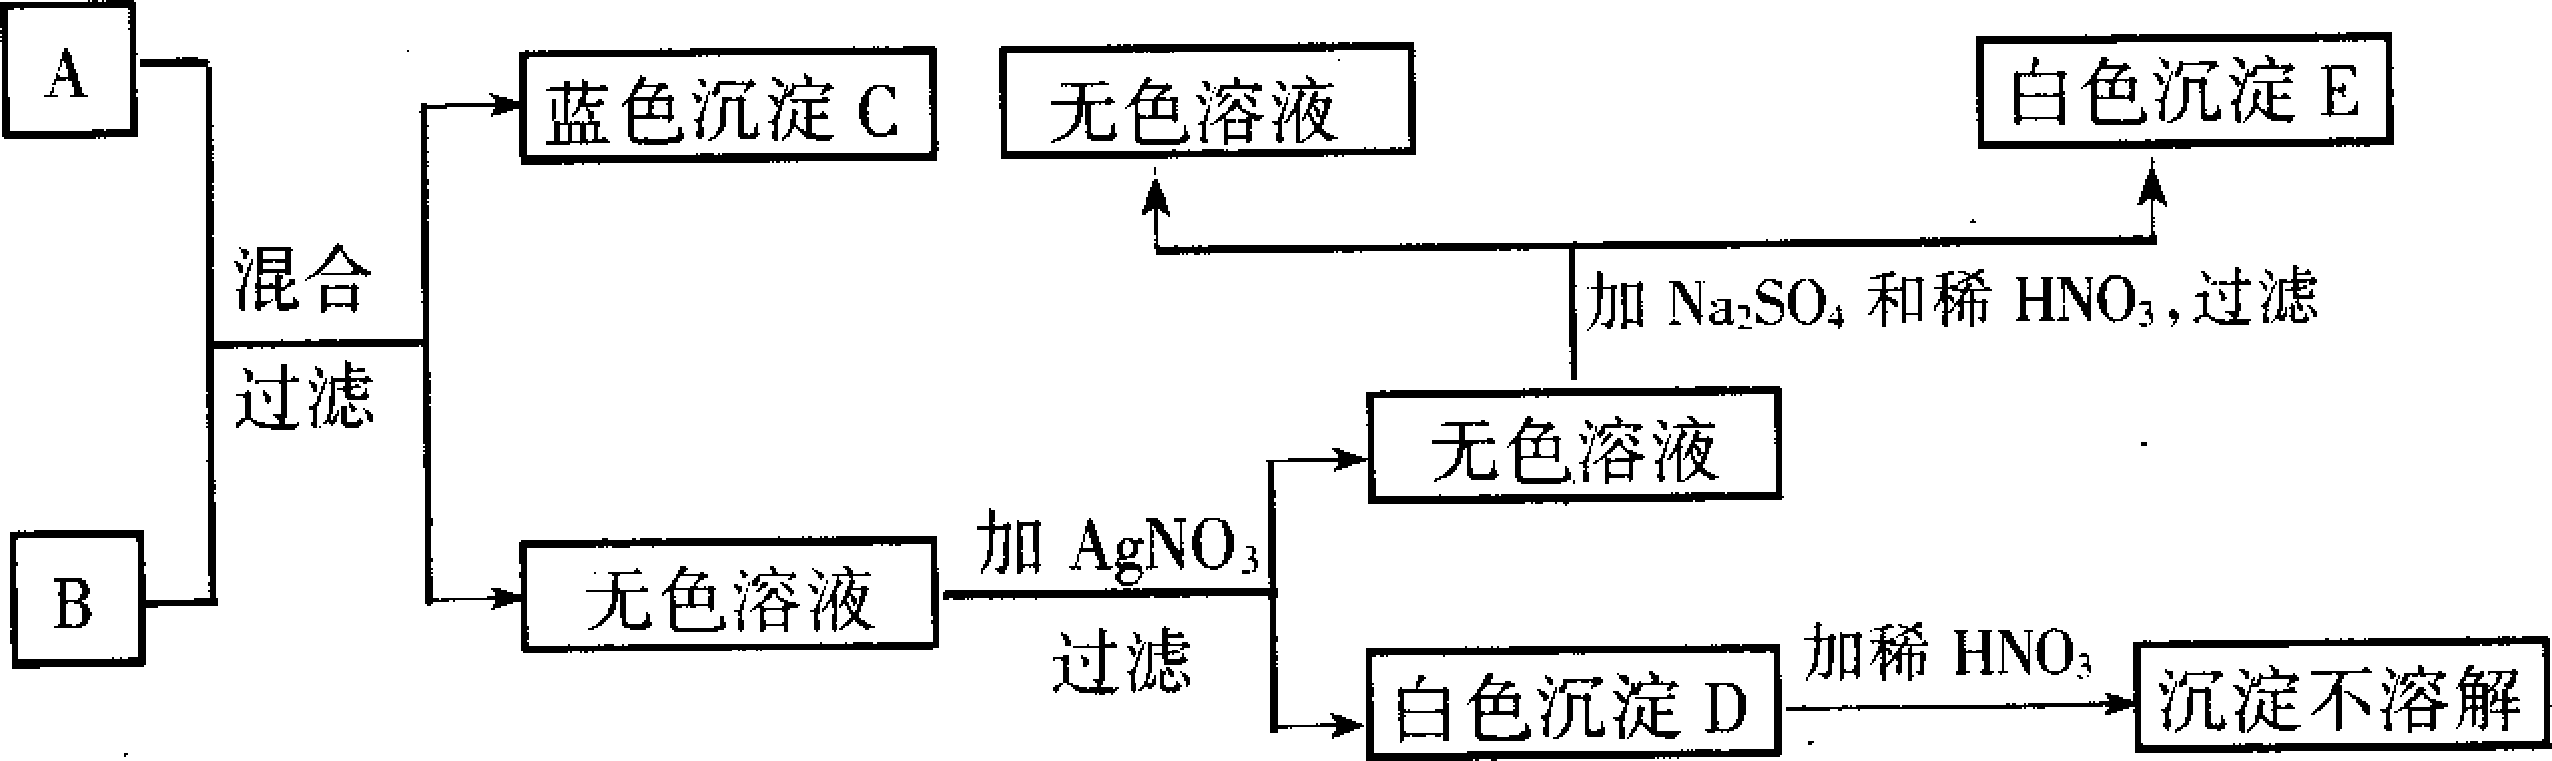 A
蓝色沉淀 C
无色溶液
白色沉淀 E
混合
过滤
加 Na₂SO₄ 和稀 HNO₃,过滤
无色溶液
B
无色溶液
加 AgNO₃
过滤
白色沉淀 D
加稀 HNO₃
沉淀不溶解